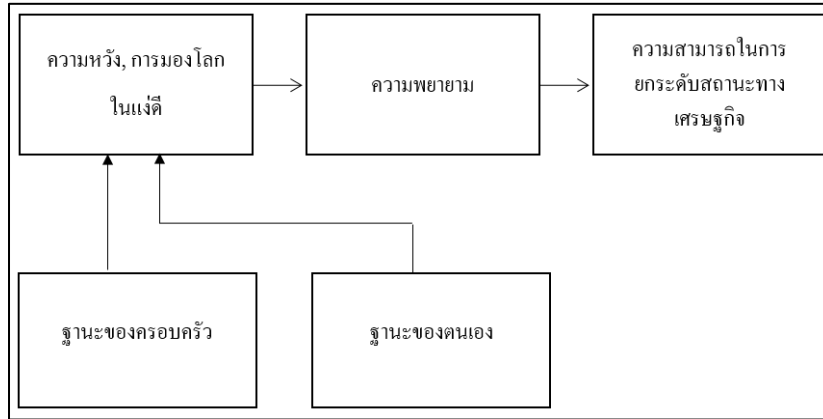 ความหวัง, การมองโลก
ในแง่ดี
ความพยายาม
ความสามารถในการ
ยกระดับสถานะทาง
เศรษฐกิจ
ฐานะของครอบครัว
ฐานะของตนเอง